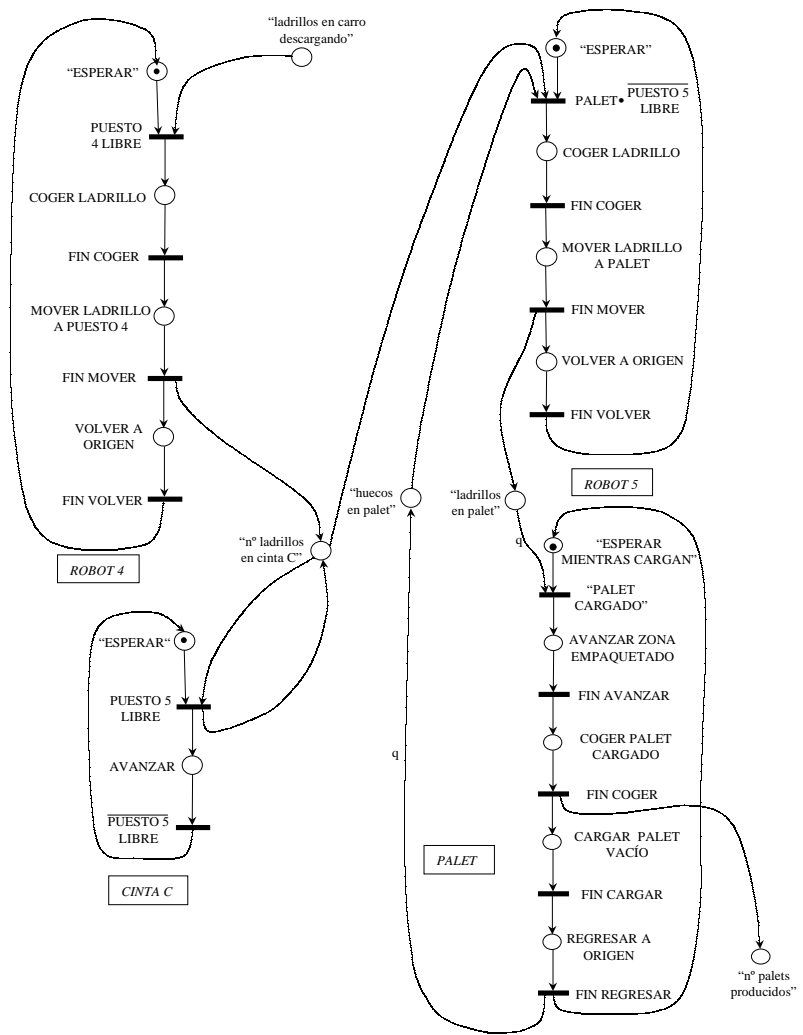 “ladrillos en carro
descargando”
“ESPERAR”
PUESTO
4 LIBRE
COGER LADRILLO
FIN COGER
MOVER LADRILLO
A PUESTO 4
FIN MOVER
VOLVER A
ORIGEN
FIN VOLVER
ROBOT 4
“nº ladrillos
en cinta C”
“ESPERAR“
PUESTO 5
LIBRE
AVANZAR
PUESTO 5
LIBRE
CINTA C
“ESPERAR”
PALET• PUESTO 5
LIBRE
COGER LADRILLO
FIN COGER
MOVER LADRILLO
A PALET
FIN MOVER
VOLVER A ORIGEN
FIN VOLVER
ROBOT 5
“huecos
en palet”
“ladrillos
en palet”
q
“ESPERAR
MIENTRAS CARGAN”
“PALET
CARGADO”
AVANZAR ZONA
EMPAQUETADO
FIN AVANZAR
COGER PALET
CARGADO
q
FIN COGER
CARGAR PALET
VACÍO
PALET
FIN CARGAR
REGRESAR A
ORIGEN
FIN REGRESAR
“nº palets
producidos”